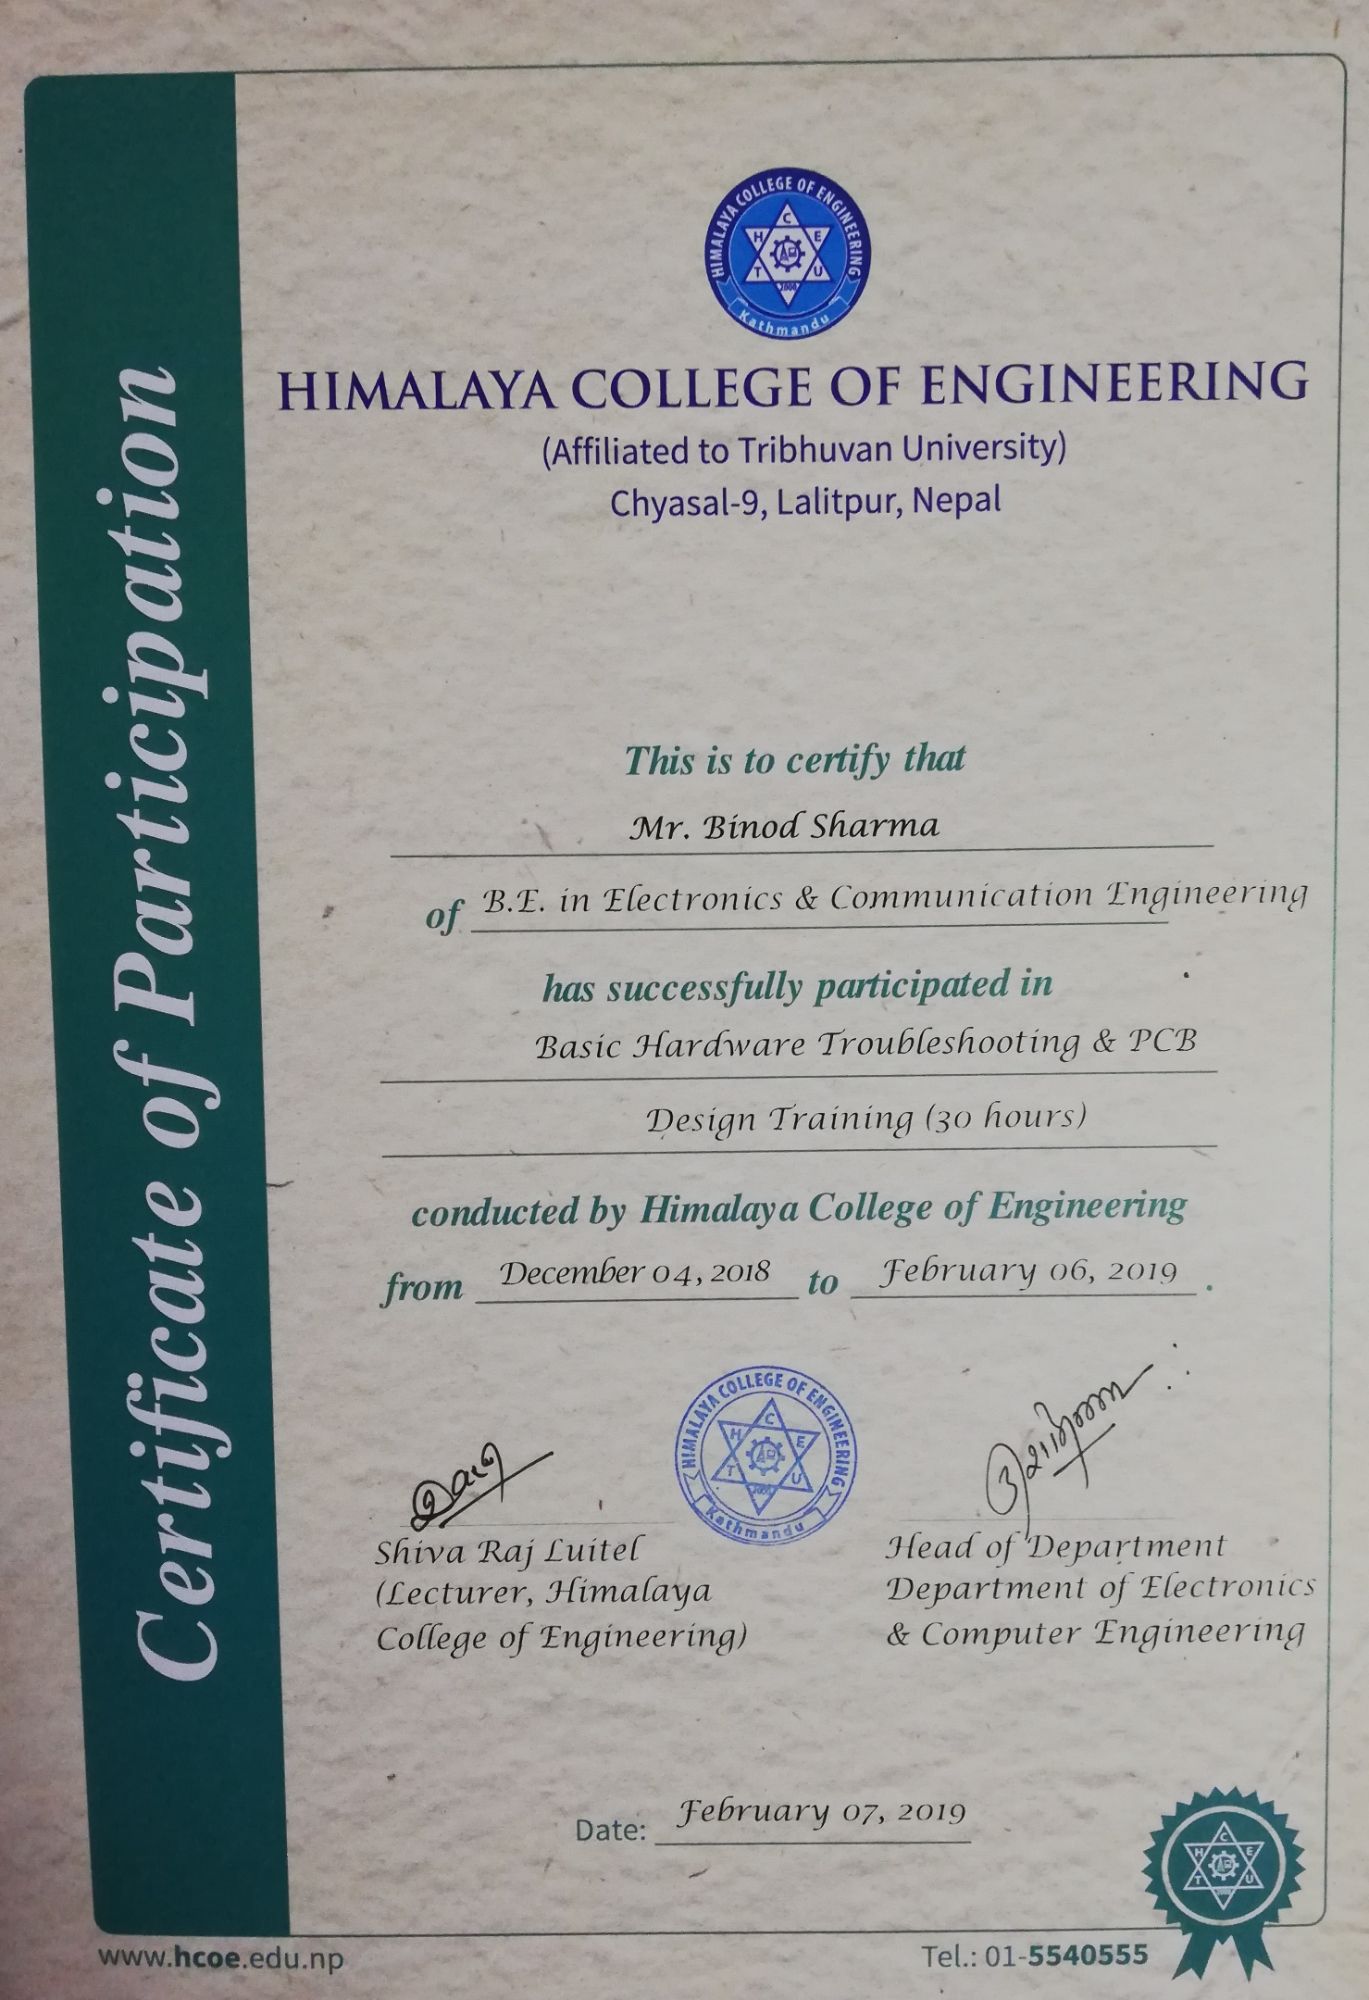 HIMALAYA COLLEGE OF ENGINEERING
H C E T U
2000
Kathmandu
HIMALAYA COLLEGE OF ENGINEERING
(Affiliated to Tribhuvan University)
Chyasal-9, Lalitpur, Nepal
Certificate of Participation
This is to certify that
Mr. Binod Sharma
of B.E. in Electronics & Communication Engineering
has successfully participated in
Basic Hardware Troubleshooting & PCB
Design Training (30 hours)
conducted by Himalaya College of Engineering
from December 04, 2018 to February 06, 2019 .
HIMALAYA COLLEGE OF ENGINEERING
H C E T U
2000
Kathmandu
Shiva Raj Luitel
(Lecturer, Himalaya
College of Engineering)
Head of Department
Department of Electronics
& Computer Engineering
Date: February 07, 2019
H C E T U
2000
www.hcoe.edu.np
Tel.: 01-5540555